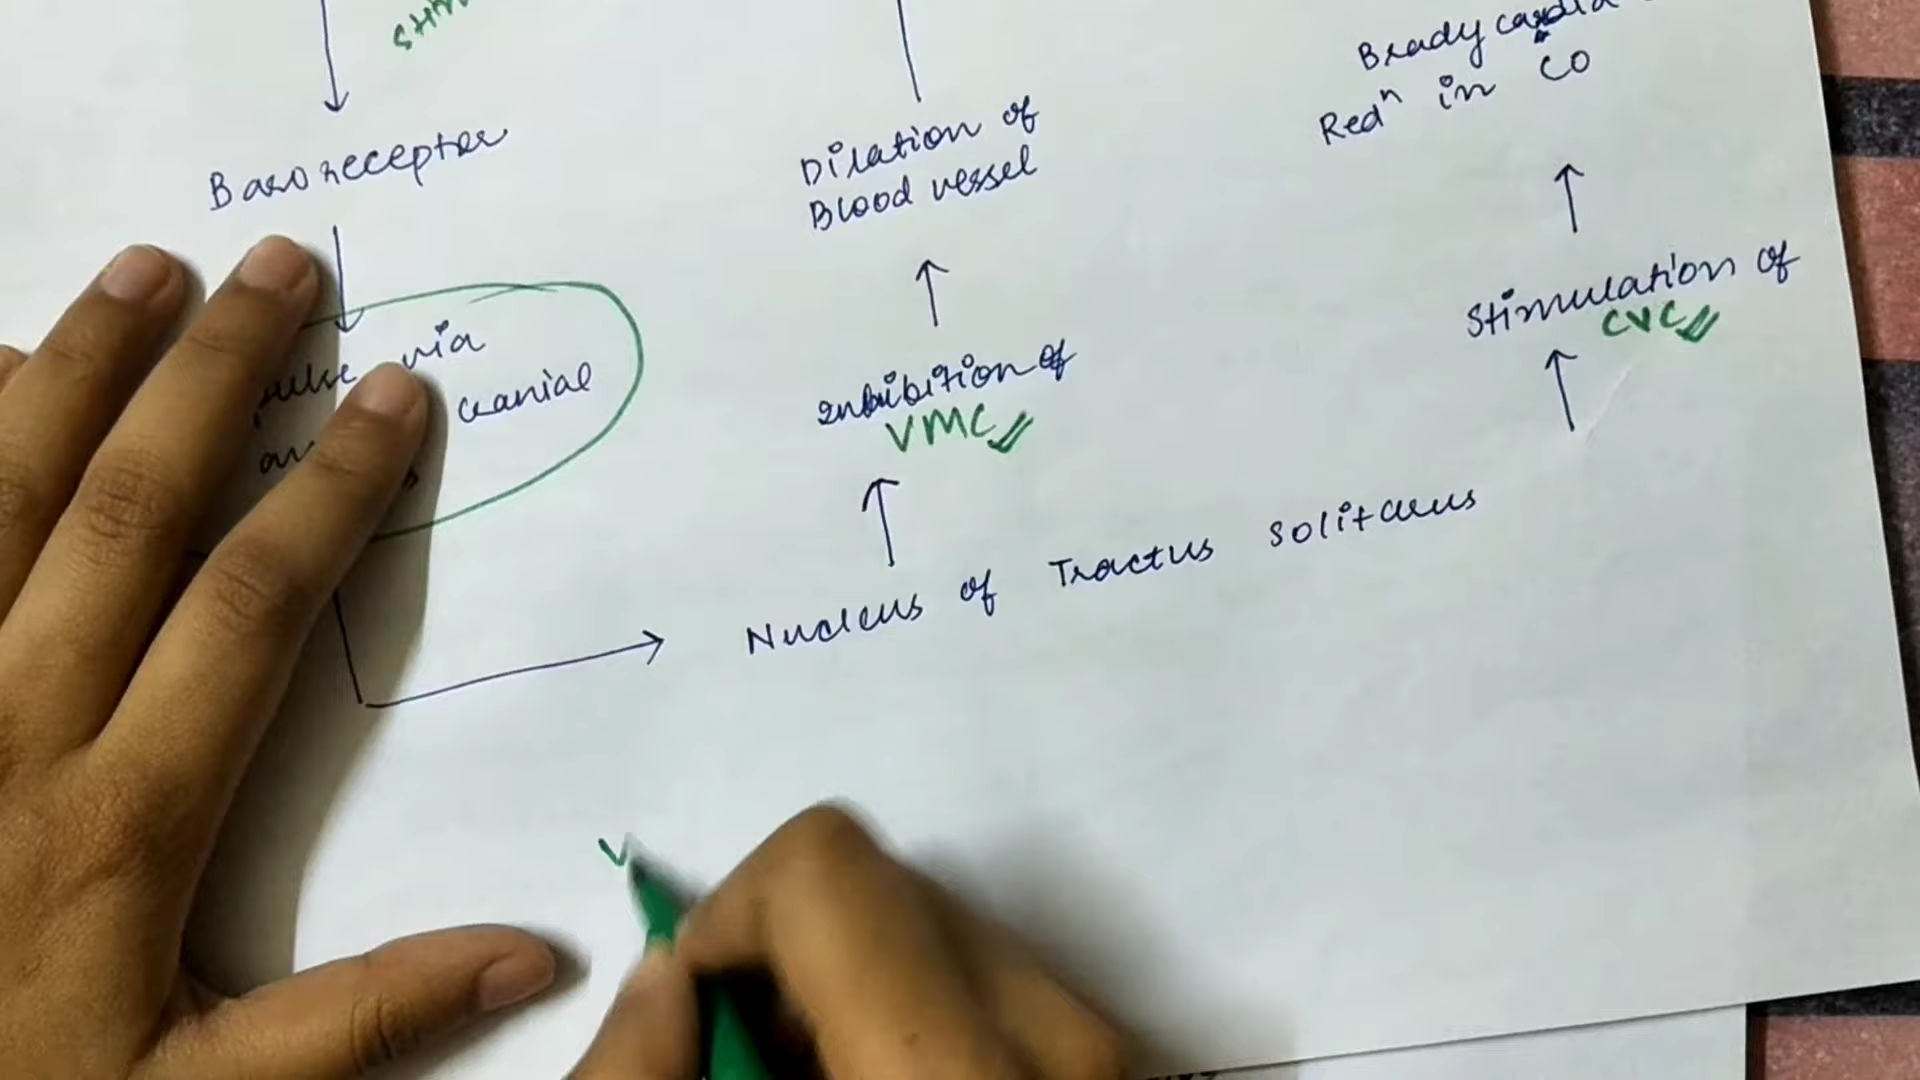 Baroreceptor
via
cranial
Dilation of
Blood vessel
inhibition of
VMC
Nucleus of Tractus solitarius
Bradycardia
Redⁿ in CO
Stimulation of
CVC
V